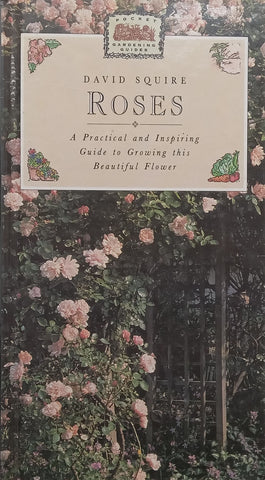 POCKET
GARDENING
GUIDES
DAVID SQUIRE
ROSES
A Practical and Inspiring
Guide to Growing this
Beautiful Flower